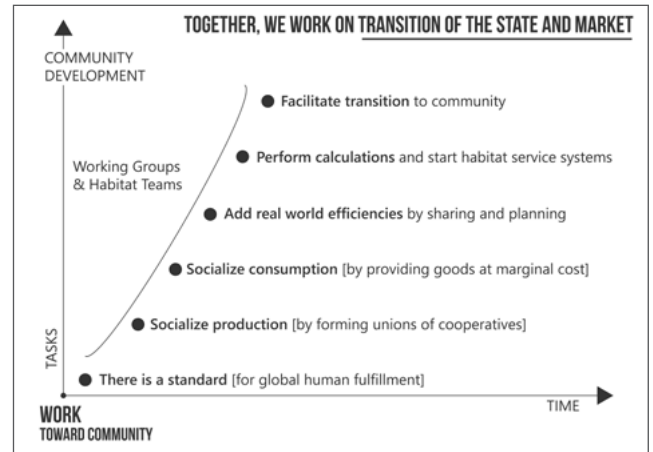 TOGETHER, WE WORK ON TRANSITION OF THE STATE AND MARKET
COMMUNITY
DEVELOPMENT
Facilitate transition to community
Perform calculations and start habitat service systems
Working Groups
& Habitat Teams
Add real world efficiencies by sharing and planning
Socialize consumption [by providing goods at marginal cost]
Socialize production [by forming unions of cooperatives]
TASKS
There is a standard [for global human fulfillment]
TIME
WORK
TOWARD COMMUNITY